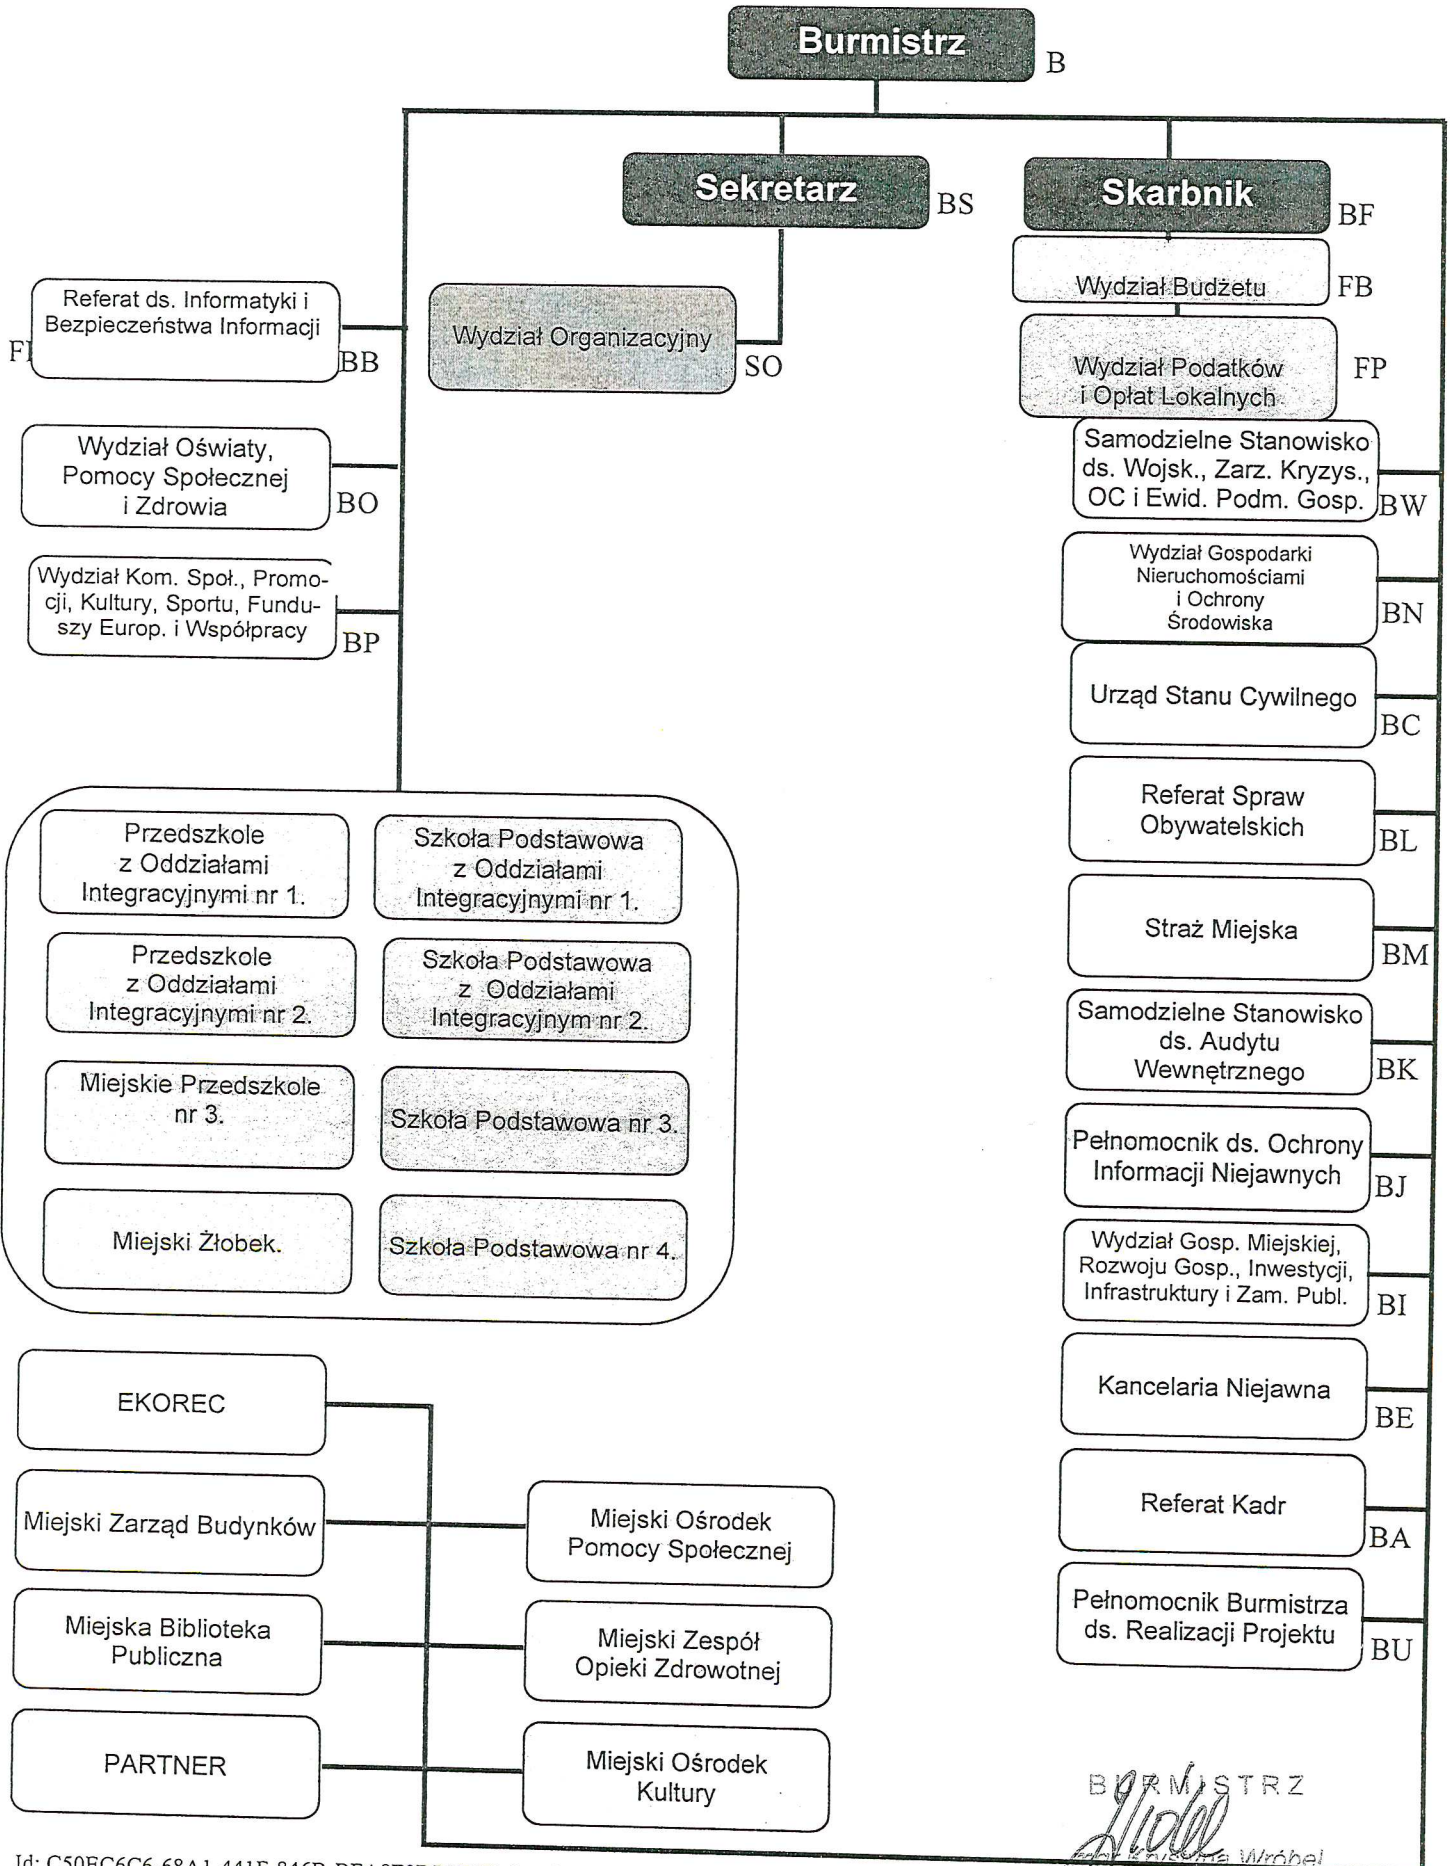 Burmistrz
B
Sekretarz
BS
Skarbnik
BF
Wydział Budżetu
FB
Wydział Podatków
i Opłat Lokalnych
FP
Wydział Organizacyjny
SO
Referat ds. Informatyki i
Bezpieczeństwa Informacji
BB
Wydział Oświaty,
Pomocy Społecznej
i Zdrowia
BO
Wydział Kom. Społ., Promo-
cji, Kultury, Sportu, Fundu-
szy Europ. i Współpracy
BP
Samodzielne Stanowisko
ds. Wojsk., Zarz. Kryzys.,
OC i Ewid. Podm. Gosp.
BW
Wydział Gospodarki
Nieruchomościami
i Ochrony
Środowiska
BN
Urząd Stanu Cywilnego
BC
Referat Spraw
Obywatelskich
BL
Straż Miejska
BM
Samodzielne Stanowisko
ds. Audytu
Wewnętrznego
BK
Pełnomocnik ds. Ochrony
Informacji Niejawnych
BJ
Wydział Gosp. Miejskiej,
Rozwoju Gosp., Inwestycji,
Infrastruktury i Zam. Publ.
BI
Kancelaria Niejawna
BE
Referat Kadr
BA
Pełnomocnik Burmistrza
ds. Realizacji Projektu
BU
Przedszkole
z Oddziałami
Integracyjnymi nr 1.
Szkoła Podstawowa
z Oddziałami
Integracyjnymi nr 1.
Przedszkole
z Oddziałami
Integracyjnymi nr 2.
Szkoła Podstawowa
z Oddziałami
Integracyjnym nr 2.
Miejskie Przedszkole
nr 3.
Szkoła Podstawowa nr 3.
Miejski Żłobek.
Szkoła Podstawowa nr 4.
EKOREC
Miejski Zarząd Budynków
Miejski Ośrodek
Pomocy Społecznej
Miejska Biblioteka
Publiczna
Miejski Zespół
Opieki Zdrowotnej
PARTNER
Miejski Ośrodek
Kultury
BURMISTRZ
Wróbel